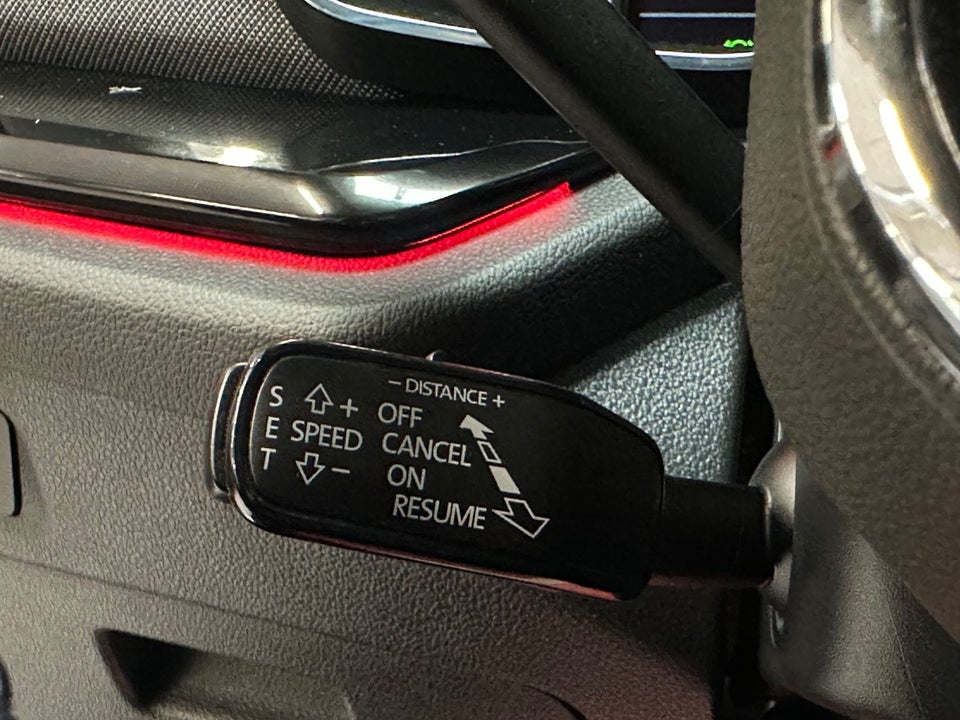 − DISTANCE +
S
E
T
+
SPEED
−
OFF
CANCEL
ON
RESUME